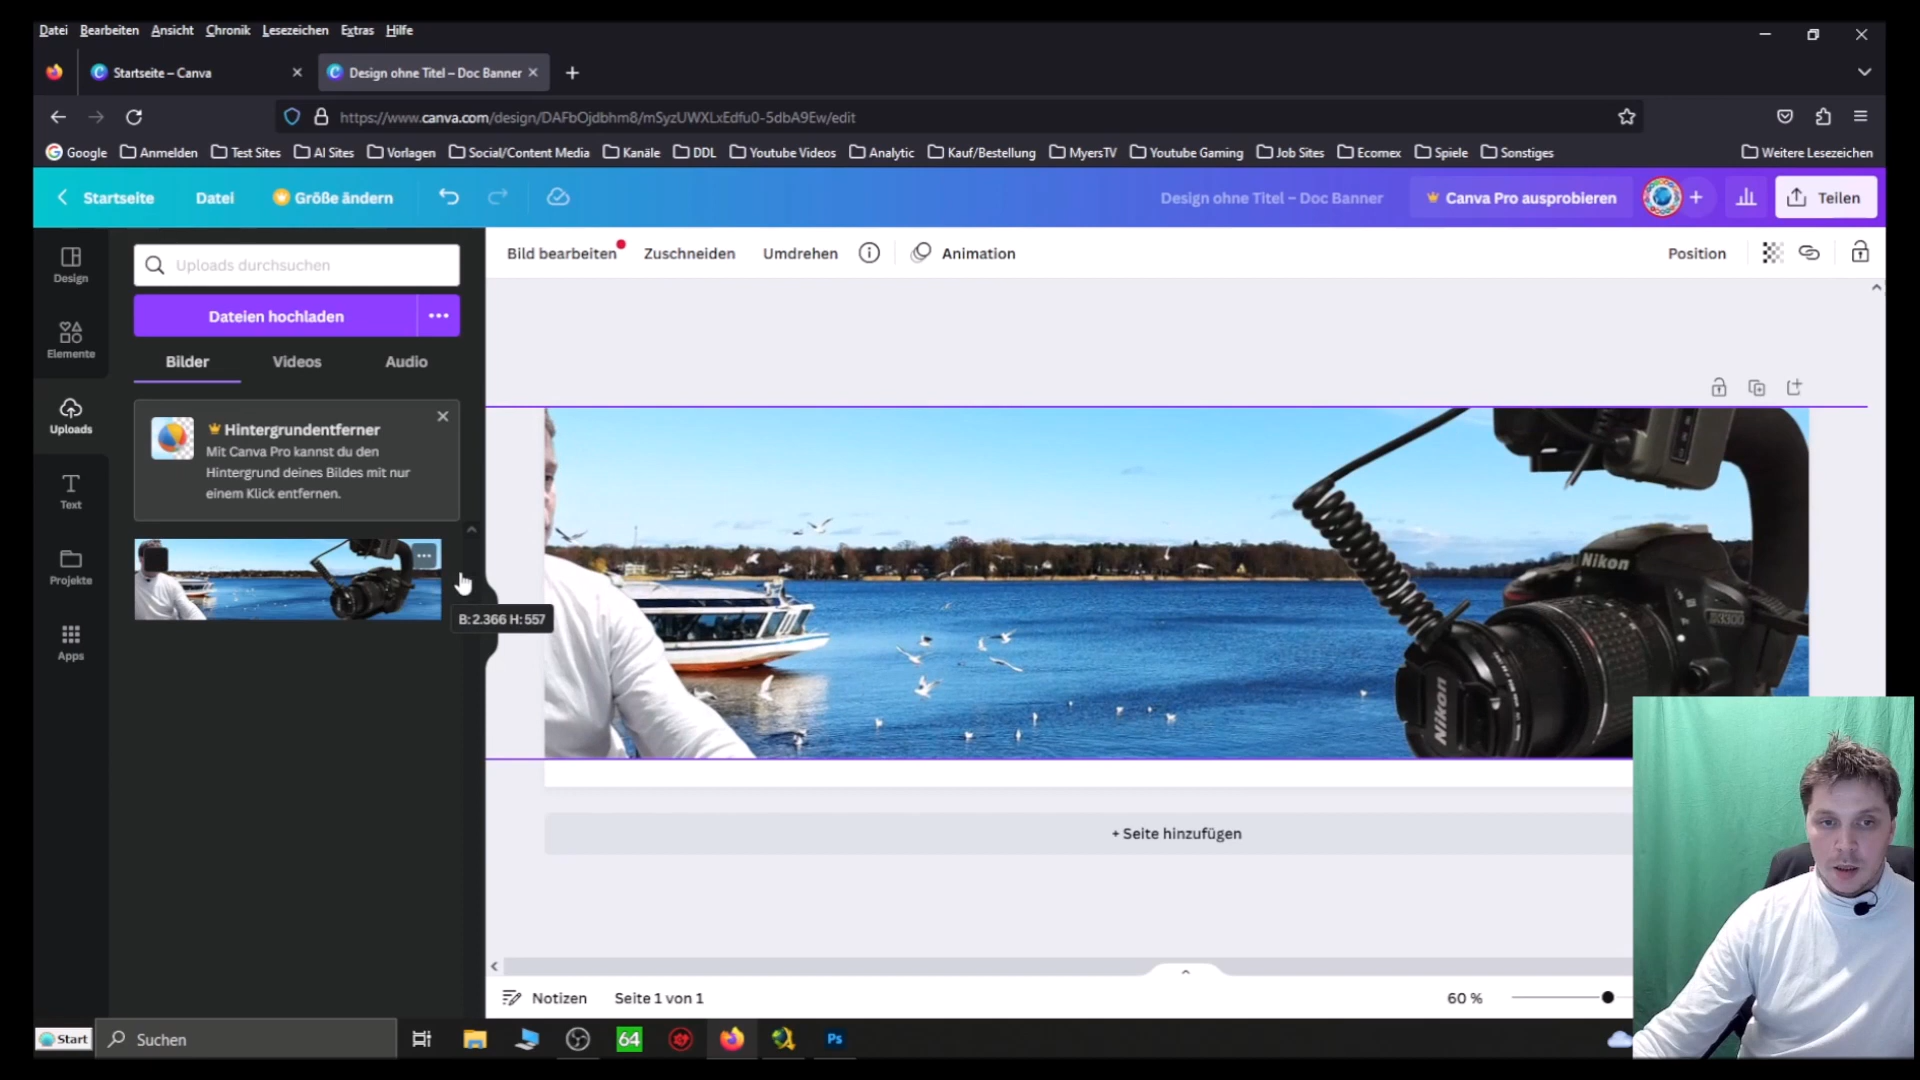 Datei Bearbeiten Ansicht Chronik Lesezeichen Extras Hilfe
Startseite – Canva
Design ohne Titel – Doc Banner
https://www.canva.com/design/DAFbOjdbhm8/mSyzUWXLxEdfu0-5dbA9Ew/edit
Google Anmelden Test Sites AI Sites Vorlagen Social/Content Media Kanäle DDL Youtube Videos Analytic Kauf/Bestellung MyersTV Youtube Gaming Job Sites Ecomex Spiele Sonstiges Weitere Lesezeichen
Startseite Datei Größe ändern Design ohne Titel – Doc Banner Canva Pro ausprobieren Teilen
Design
Elemente
Uploads
Text
Projekte
Apps
Uploads durchsuchen
Dateien hochladen
Bilder Videos Audio
Hintergrundentferner
Mit Canva Pro kannst du den
Hintergrund deines Bildes mit nur
einem Klick entfernen.
B:2.366 H:557
Bild bearbeiten Zuschneiden Umdrehen Animation Position
Nikon
D3300
Nikon
+ Seite hinzufügen
Notizen Seite 1 von 1 60 %
Start Suchen 64 Ps